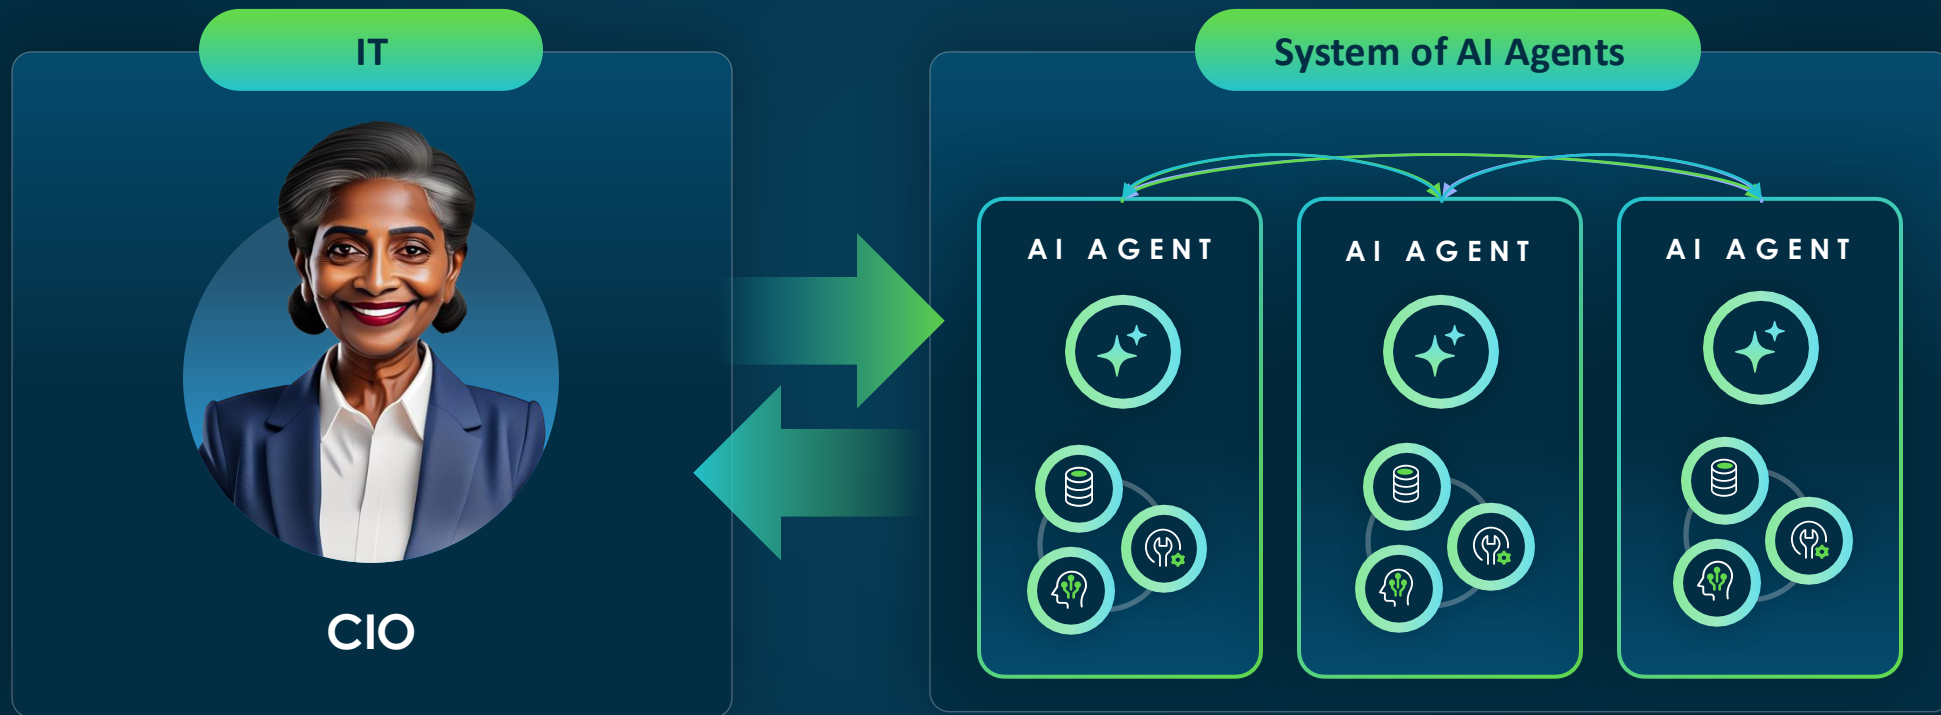 IT
System of AI Agents
AI AGENT
AI AGENT
AI AGENT
CIO